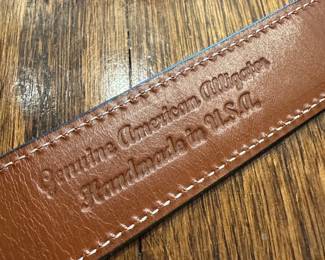 Genuine American Alligator
Handmade in U.S.A.